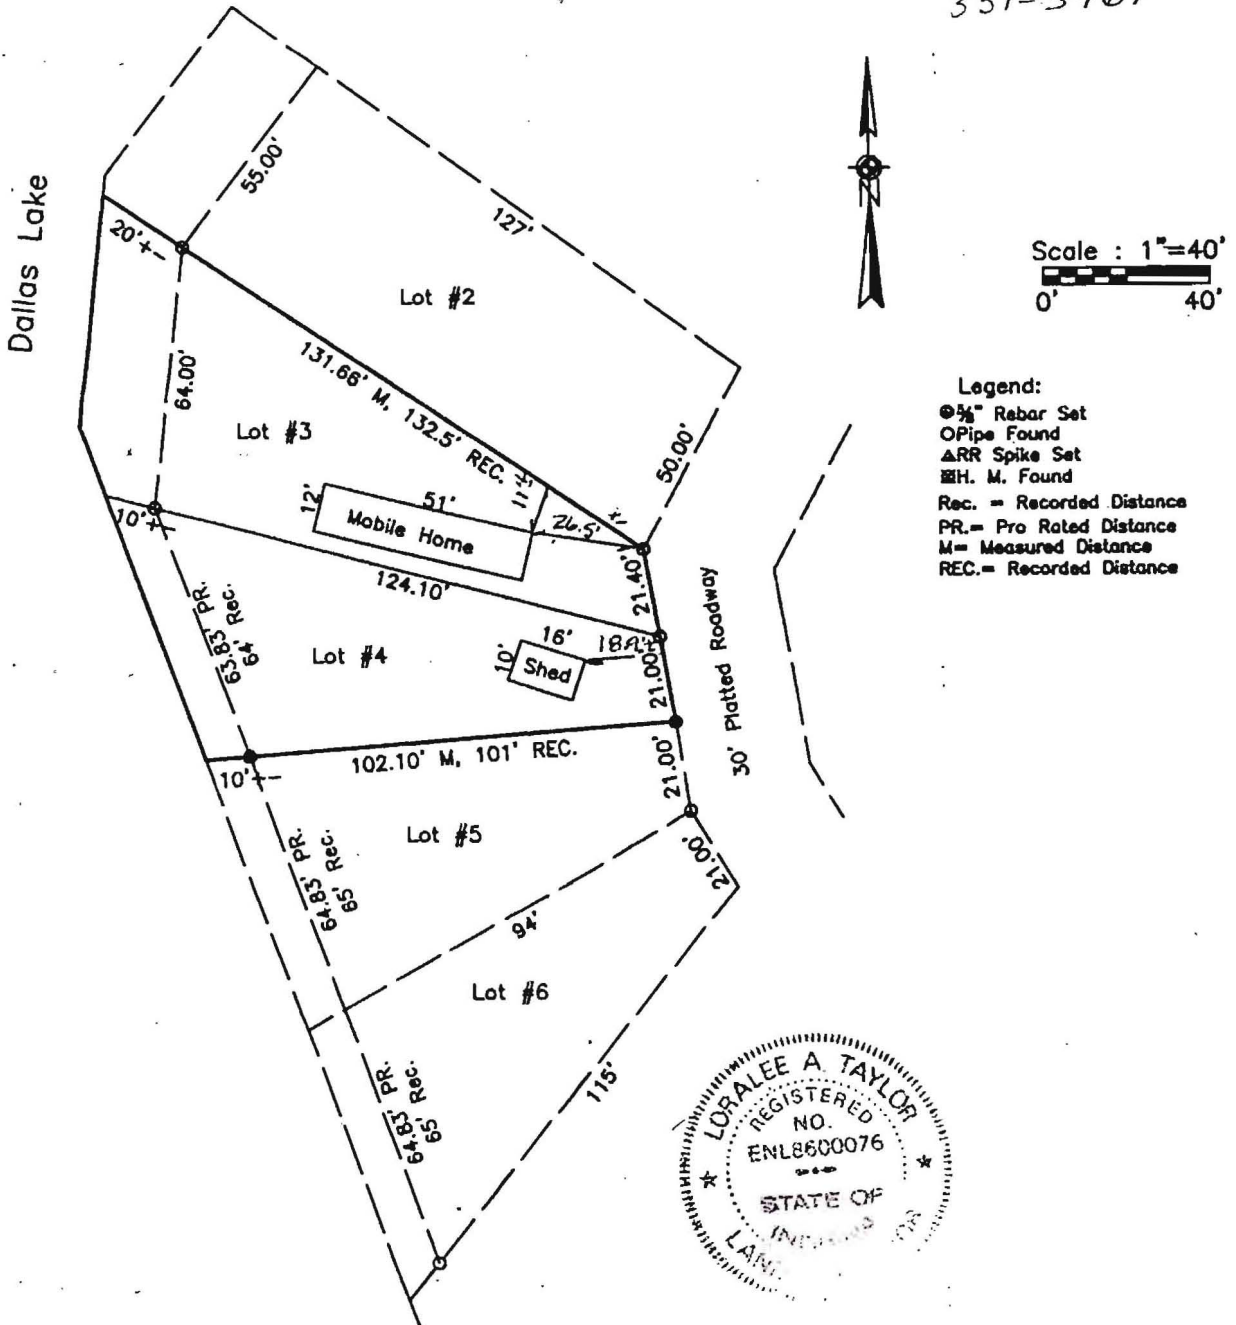 Dallas Lake
55.00'
20'+-
127'
Lot #2
64.00'
131.66' M, 132.5' REC.
Lot #3
50.00'
11'±
51'
12'
Mobile Home
26.5'
10'+-
124.10'
21.40'
63.83' PR.
64' Rec.
Lot #4
16'
10'
Shed
21.00'
30' Platted Roadway
102.10' M, 101' REC.
10'+-
21.00'
Lot #5
64.83' PR.
65' Rec.
21.00'
94'
Lot #6
64.83' PR.
65' Rec.
115'
N
Scale : 1"=40'
0' 40'
Legend:
⅝" Rebar Set
Pipe Found
RR Spike Set
H. M. Found
Rec. = Recorded Distance
PR.= Pro Rated Distance
M= Measured Distance
REC.= Recorded Distance
LORALEE A. TAYLOR
REGISTERED
NO.
ENL8600076
STATE OF